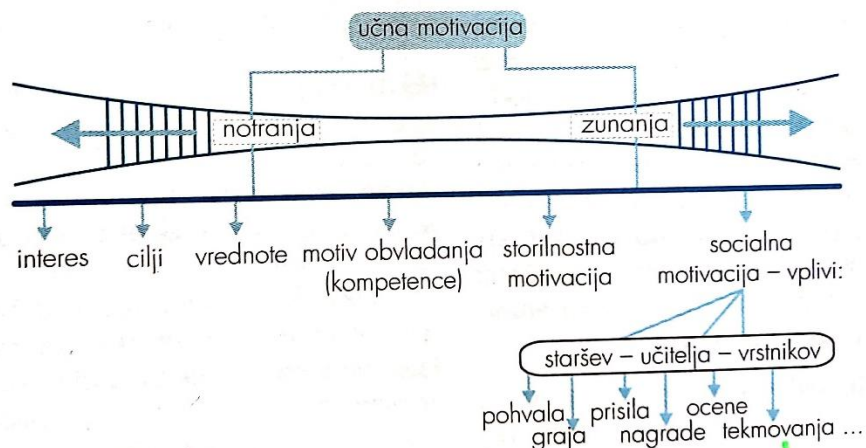 učna motivacija
notranja
zunanja
interes
cilji
vrednote
motiv obvladanja
(kompetence)
storilnostna
motivacija
socialna
motivacija – vplivi:
staršev – učitelja – vrstnikov
pohvala
graja
prisila
nagrade
ocene
tekmovanja ...